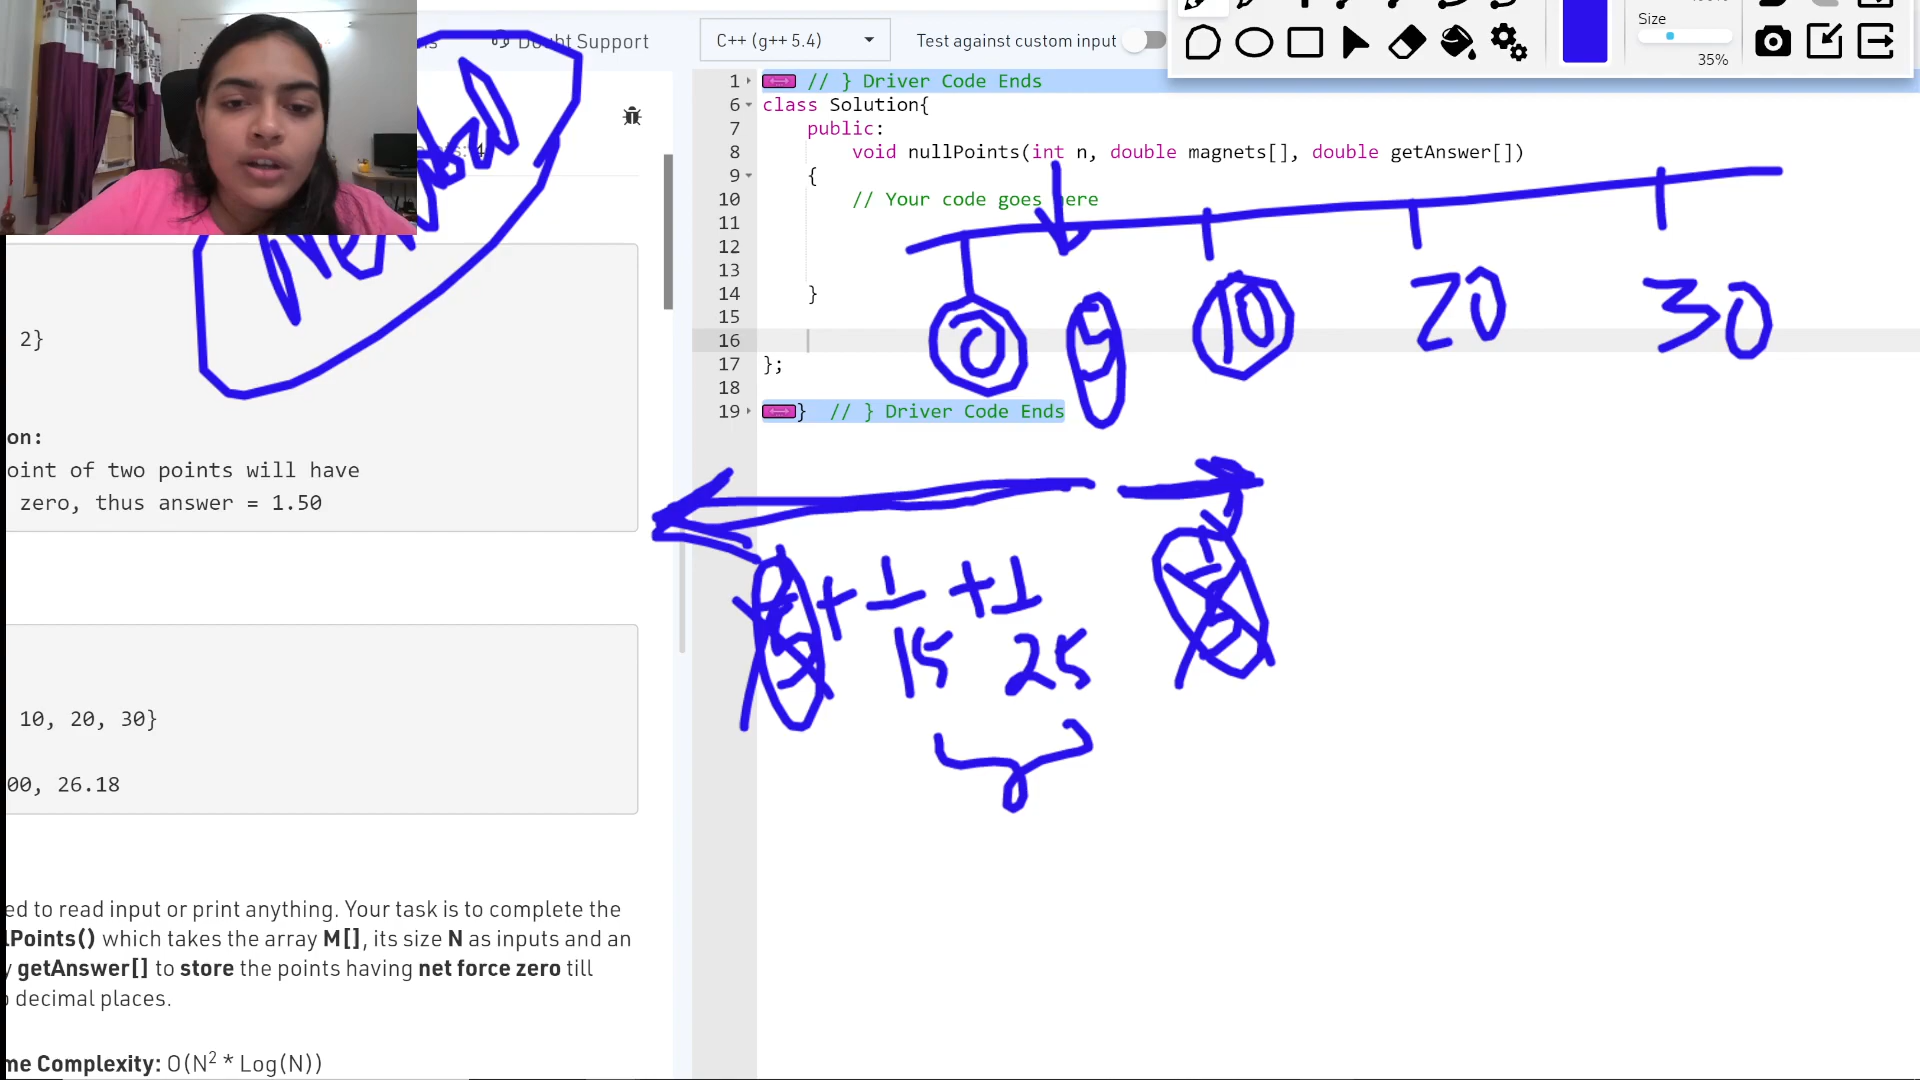 Doubt Support
C++ (g++ 5.4)
Test against custom input
Size
35%
1 // } Driver Code Ends
6 class Solution{
7 public:
8 void nullPoints(int n, double magnets[], double getAnswer[])
9 {
10 // Your code goes here
11
12
13
14 }
15
16
17 };
18
19 } // } Driver Code Ends
0 5 10 20 30
+ 1 + 1
15 25
2}
on:
oint of two points will have
zero, thus answer = 1.50
10, 20, 30}
00, 26.18
ed to read input or print anything. Your task is to complete the
lPoints() which takes the array M[], its size N as inputs and an
y getAnswer[] to store the points having net force zero till
o decimal places.
me Complexity: O(N² * Log(N))